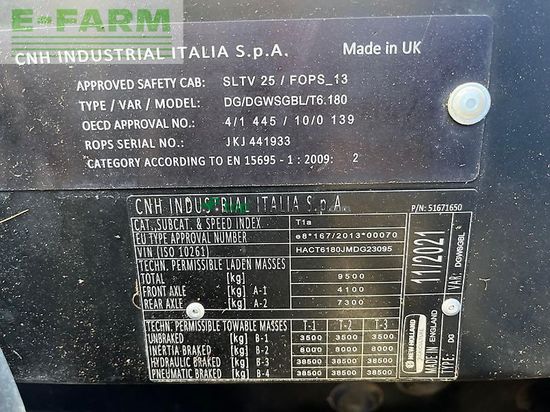 E-FARM
CNH INDUSTRIAL ITALIA S.p.A. Made in UK
APPROVED SAFETY CAB: SLTV 25 / FOPS_13
TYPE / VAR / MODEL: DG/DGWSGBL/T6.180
OECD APPROVAL NO: 4/1 445 / 10/0 139
ROPS SERIAL NO: JKJ 441933
CATEGORY ACCORDING TO EN 15695 - 1 : 2009: 2
CNH INDUSTRIAL ITALIA S.p.A. P/N: 51671650
CAT.,SUBCAT. & SPEED INDEX T1a
EU TYPE APPROVAL NUMBER e8*167/2013*00070
VIN (ISO 10261) HACT6180JMDG23095
TECHN. PERMISSIBLE LADEN MASSES
TOTAL [kg] 9500
FRONT AXLE [kg] A-1 4100
REAR AXLE [kg] A-2 7300
TECHN. PERMISSIBLE TOWABLE MASSES T-1 T-2 T-3
UNBRAKED [kg] B-1 3500 3500 3500
INERTIA BRAKED [kg] B-2 8000 8000 8000
HYDRAULIC BRAKED [kg] B-3 38500 38500 38500
PNEUMATIC BRAKED [kg] B-4 38500 38500 38500
NEW HOLLAND
11/2021
MADE IN ENGLAND
VAR: DGWSGBL
TYPE: DG